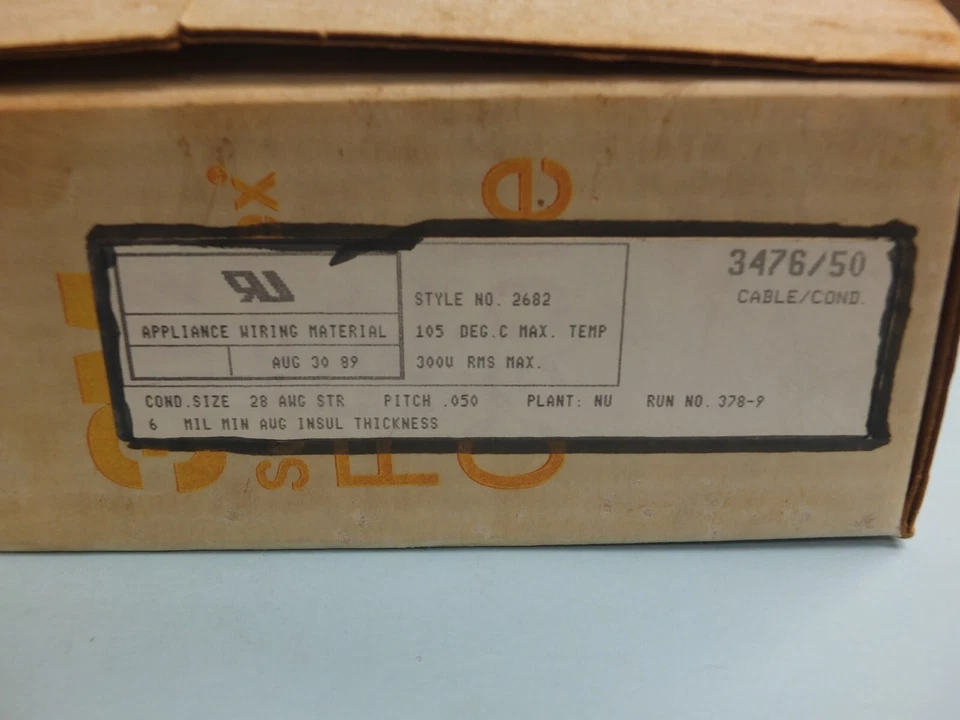 3476/50
CABLE/COND.
APPLIANCE WIRING MATERIAL
AUG 30 89
STYLE NO. 2682
105 DEG.C MAX. TEMP
300V RMS MAX.
COND.SIZE 28 AWG STR PITCH .050 PLANT: NU RUN NO. 378-9
6 MIL MIN AVG INSUL THICKNESS